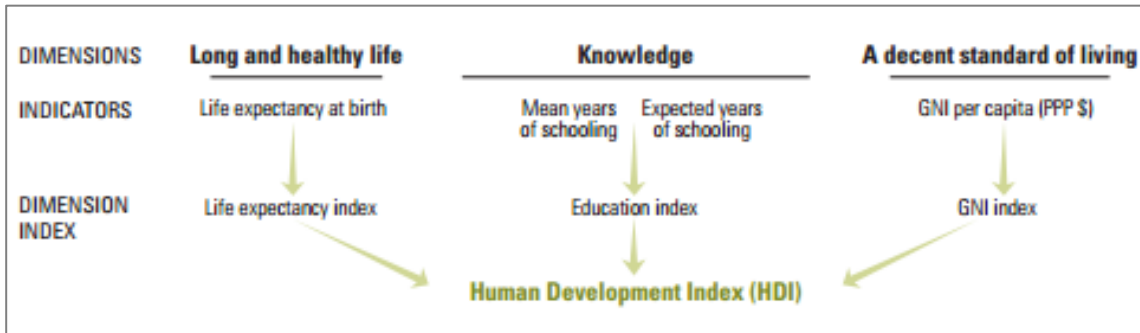 DIMENSIONS Long and healthy life Knowledge A decent standard of living
INDICATORS Life expectancy at birth Mean years of schooling Expected years of schooling GNI per capita (PPP $)
DIMENSION INDEX Life expectancy index Education index GNI index
Human Development Index (HDI)